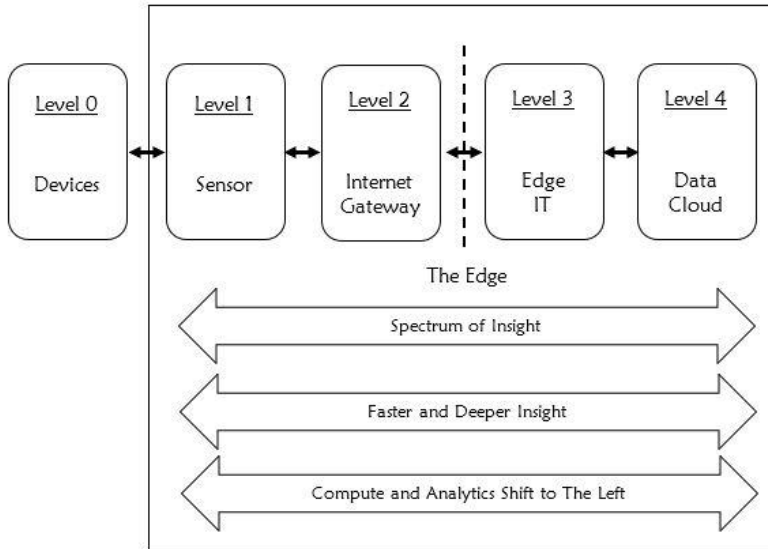 Level 0
Devices
Level 1
Sensor
Level 2
Internet
Gateway
Level 3
Edge
IT
Level 4
Data
Cloud
The Edge
Spectrum of Insight
Faster and Deeper Insight
Compute and Analytics Shift to The Left